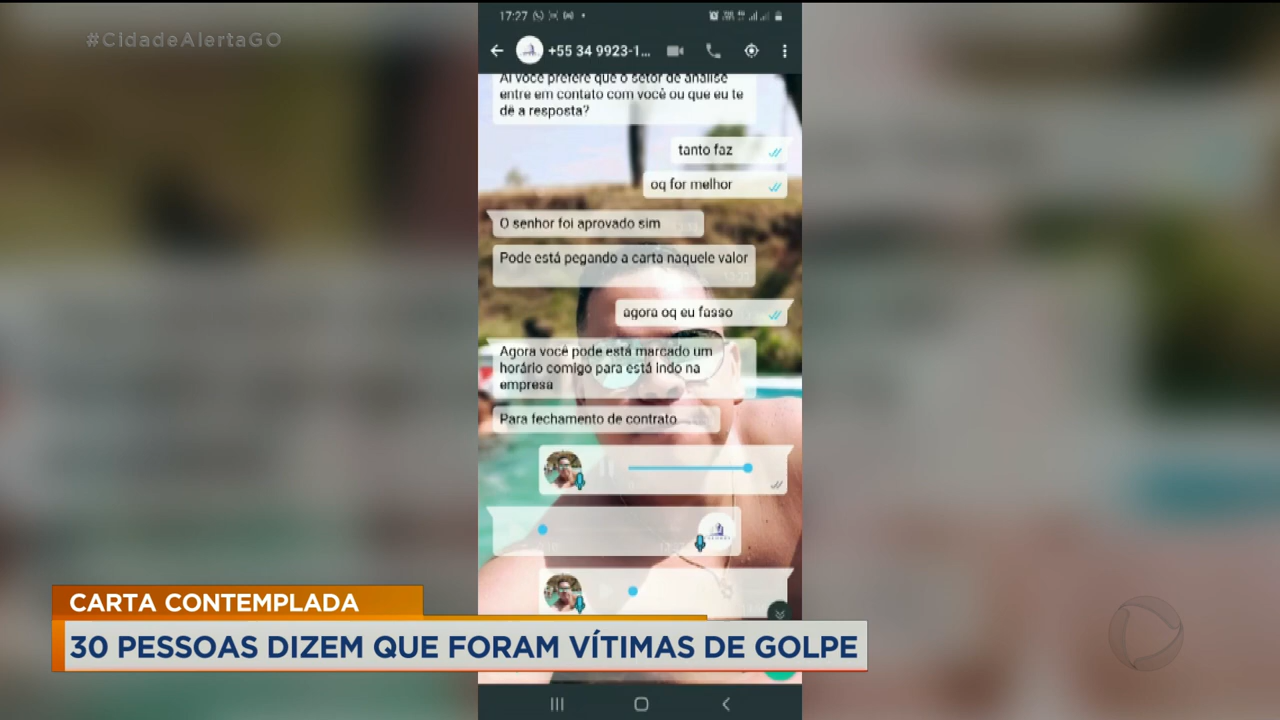 #CidadeAlertaGO
17:27
+55 34 9923-1...
Aí você prefere que o setor de análise
entre em contato com você ou que eu te
dê a resposta?
tanto faz
oq for melhor
O senhor foi aprovado sim
Pode está pegando a carta naquele valor
agora oq eu fasso
Agora você pode está marcado um
horário comigo para está indo na
empresa
Para fechamento de contrato
CARTA CONTEMPLADA
30 PESSOAS DIZEM QUE FORAM VÍTIMAS DE GOLPE